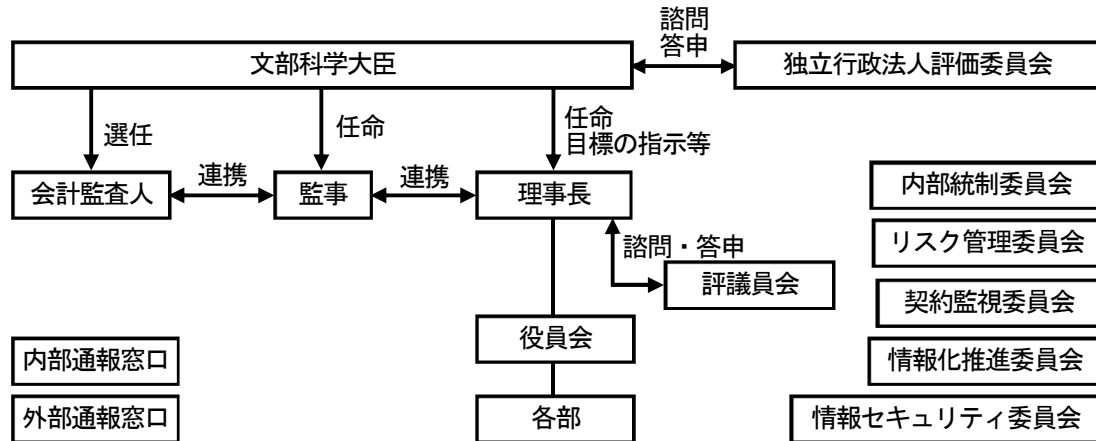 諮問
答申
文部科学大臣
独立行政法人評価委員会
選任
任命
任命
目標の指示等
会計監査人
連携
監事
連携
理事長
内部統制委員会
諮問・答申
リスク管理委員会
評議員会
契約監視委員会
役員会
内部通報窓口
情報化推進委員会
外部通報窓口
各部
情報セキュリティ委員会